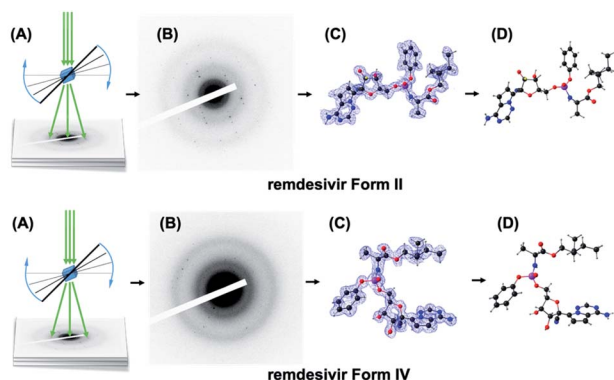 (A) (B) (C) (D)
remdesivir Form II
(A) (B) (C) (D)
remdesivir Form IV